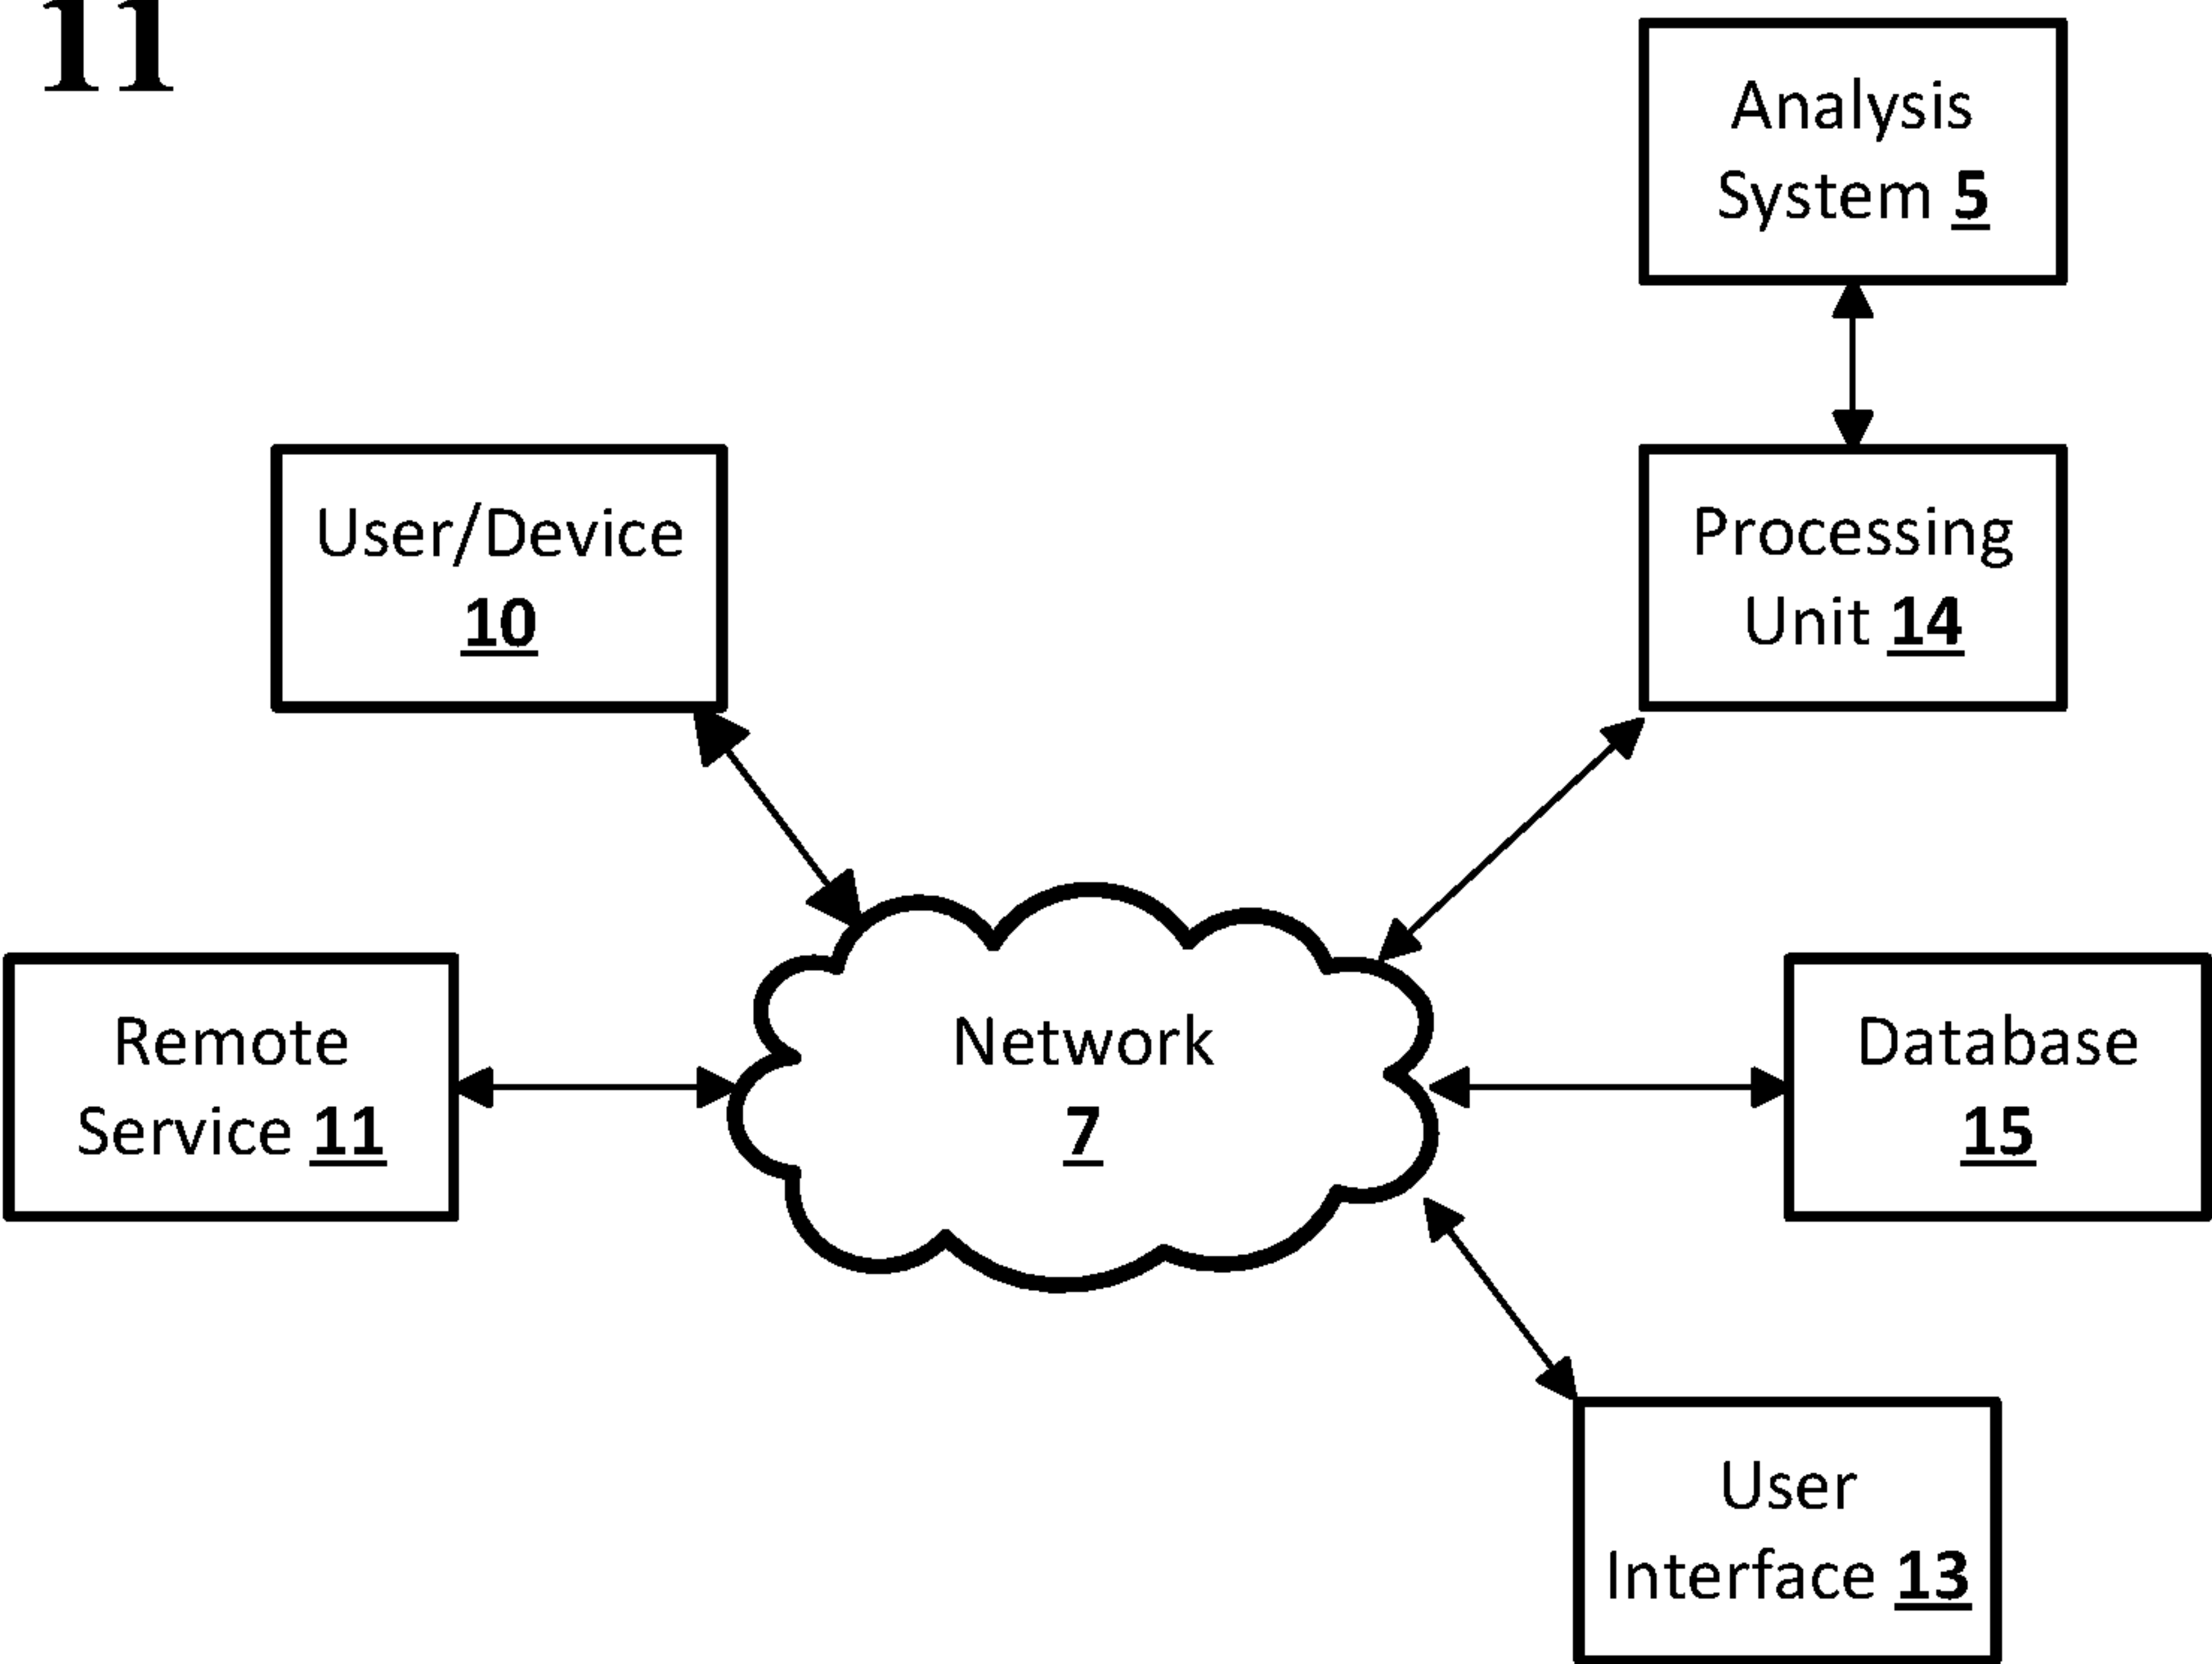 11
Analysis
System 5
User/Device
10
Processing
Unit 14
Remote
Service 11
Network
7
Database
15
User
Interface 13